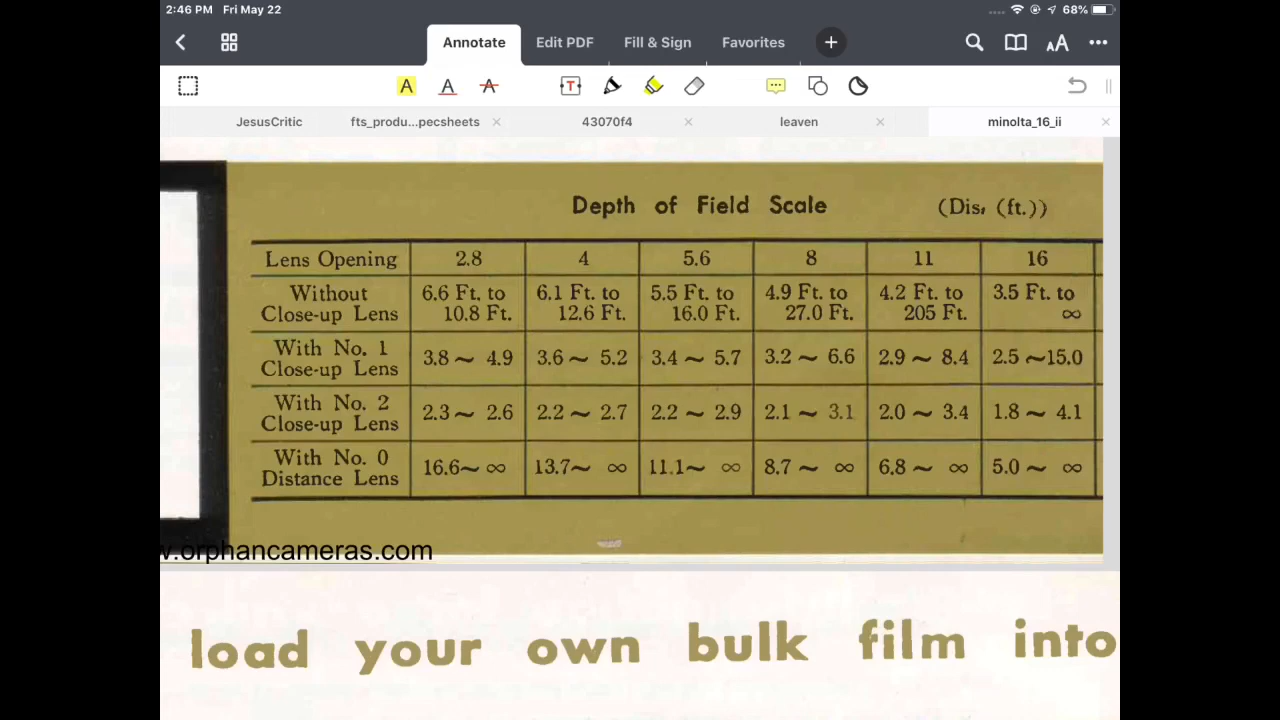 2:46 PM Fri May 22
68%
Annotate Edit PDF Fill & Sign Favorites
A A A T AA
JesusCritic fts_produ...pecsheets 43070f4 leaven minolta_16_ii
Depth of Field Scale (Dis, (ft.))
Lens Opening 2.8 4 5.6 8 11 16
Without 6.6 Ft. to 6.1 Ft. to 5.5 Ft. to 4.9 Ft. to 4.2 Ft. to 3.5 Ft. to
Close-up Lens 10.8 Ft. 12.6 Ft. 16.0 Ft. 27.0 Ft. 205 Ft. ∞
With No. 1
Close-up Lens 3.8 ~ 4.9 3.6 ~ 5.2 3.4 ~ 5.7 3.2 ~ 6.6 2.9 ~ 8.4 2.5 ~15.0
With No. 2
Close-up Lens 2.3 ~ 2.6 2.2 ~ 2.7 2.2 ~ 2.9 2.1 ~ 3.1 2.0 ~ 3.4 1.8 ~ 4.1
With No. 0
Distance Lens 16.6~ ∞ 13.7~ ∞ 11.1~ ∞ 8.7 ~ ∞ 6.8 ~ ∞ 5.0 ~ ∞
.orphancameras.com
load your own bulk film into